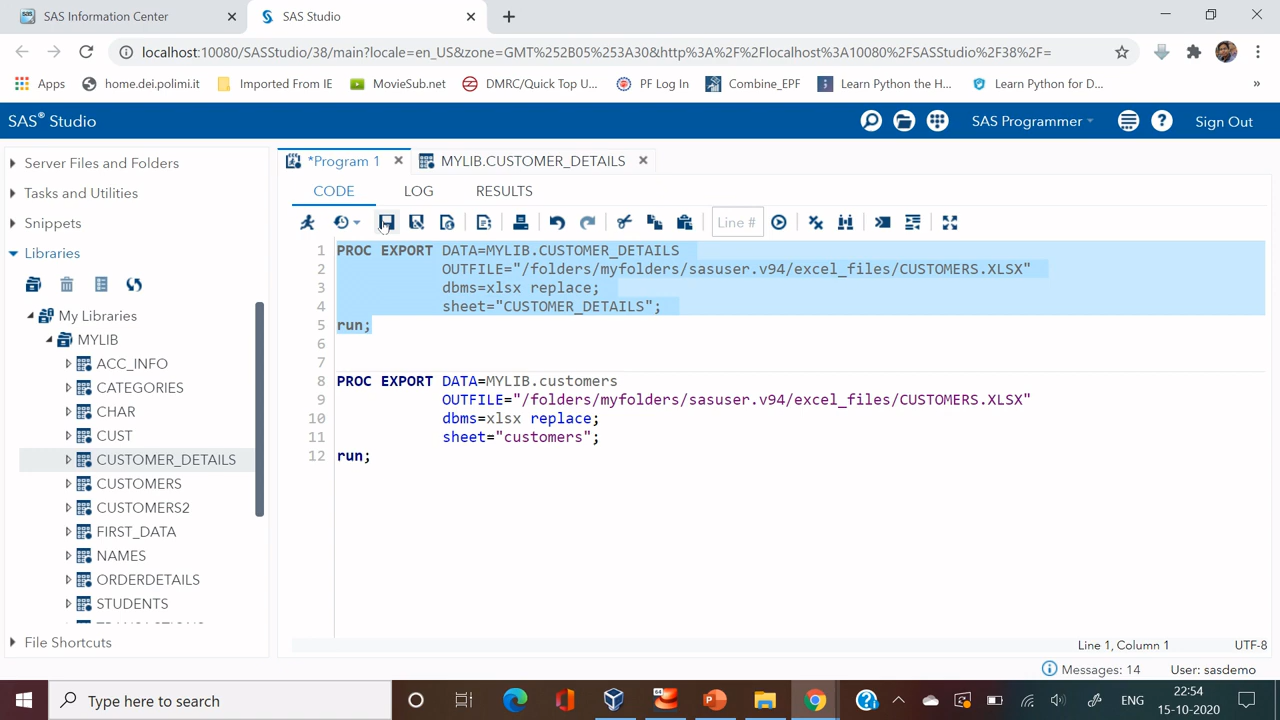 SAS Information Center
SAS Studio
localhost:10080/SASStudio/38/main?locale=en_US&zone=GMT%252B05%253A30&http%3A%2F%2Flocalhost%3A10080%2FSASStudio%2F38%2F=
Apps
home.dei.polimi.it
Imported From IE
MovieSub.net
DMRC/Quick Top U...
PF Log In
Combine_EPF
Learn Python the H...
Learn Python for D...
»
SAS® Studio
SAS Programmer
Sign Out
Server Files and Folders
Tasks and Utilities
Snippets
Libraries
My Libraries
MYLIB
ACC_INFO
CATEGORIES
CHAR
CUST
CUSTOMER_DETAILS
CUSTOMERS
CUSTOMERS2
FIRST_DATA
NAMES
ORDERDETAILS
STUDENTS
File Shortcuts
*Program 1
MYLIB.CUSTOMER_DETAILS
CODE
LOG
RESULTS
Line #
1 PROC EXPORT DATA=MYLIB.CUSTOMER_DETAILS
2 OUTFILE="/folders/myfolders/sasuser.v94/excel_files/CUSTOMERS.XLSX"
3 dbms=xlsx replace;
4 sheet="CUSTOMER_DETAILS";
5 run;
6
7
8 PROC EXPORT DATA=MYLIB.customers
9 OUTFILE="/folders/myfolders/sasuser.v94/excel_files/CUSTOMERS.XLSX"
10 dbms=xlsx replace;
11 sheet="customers";
12 run;
Line 1, Column 1
UTF-8
Messages: 14
User: sasdemo
Type here to search
ENG
22:54
15-10-2020